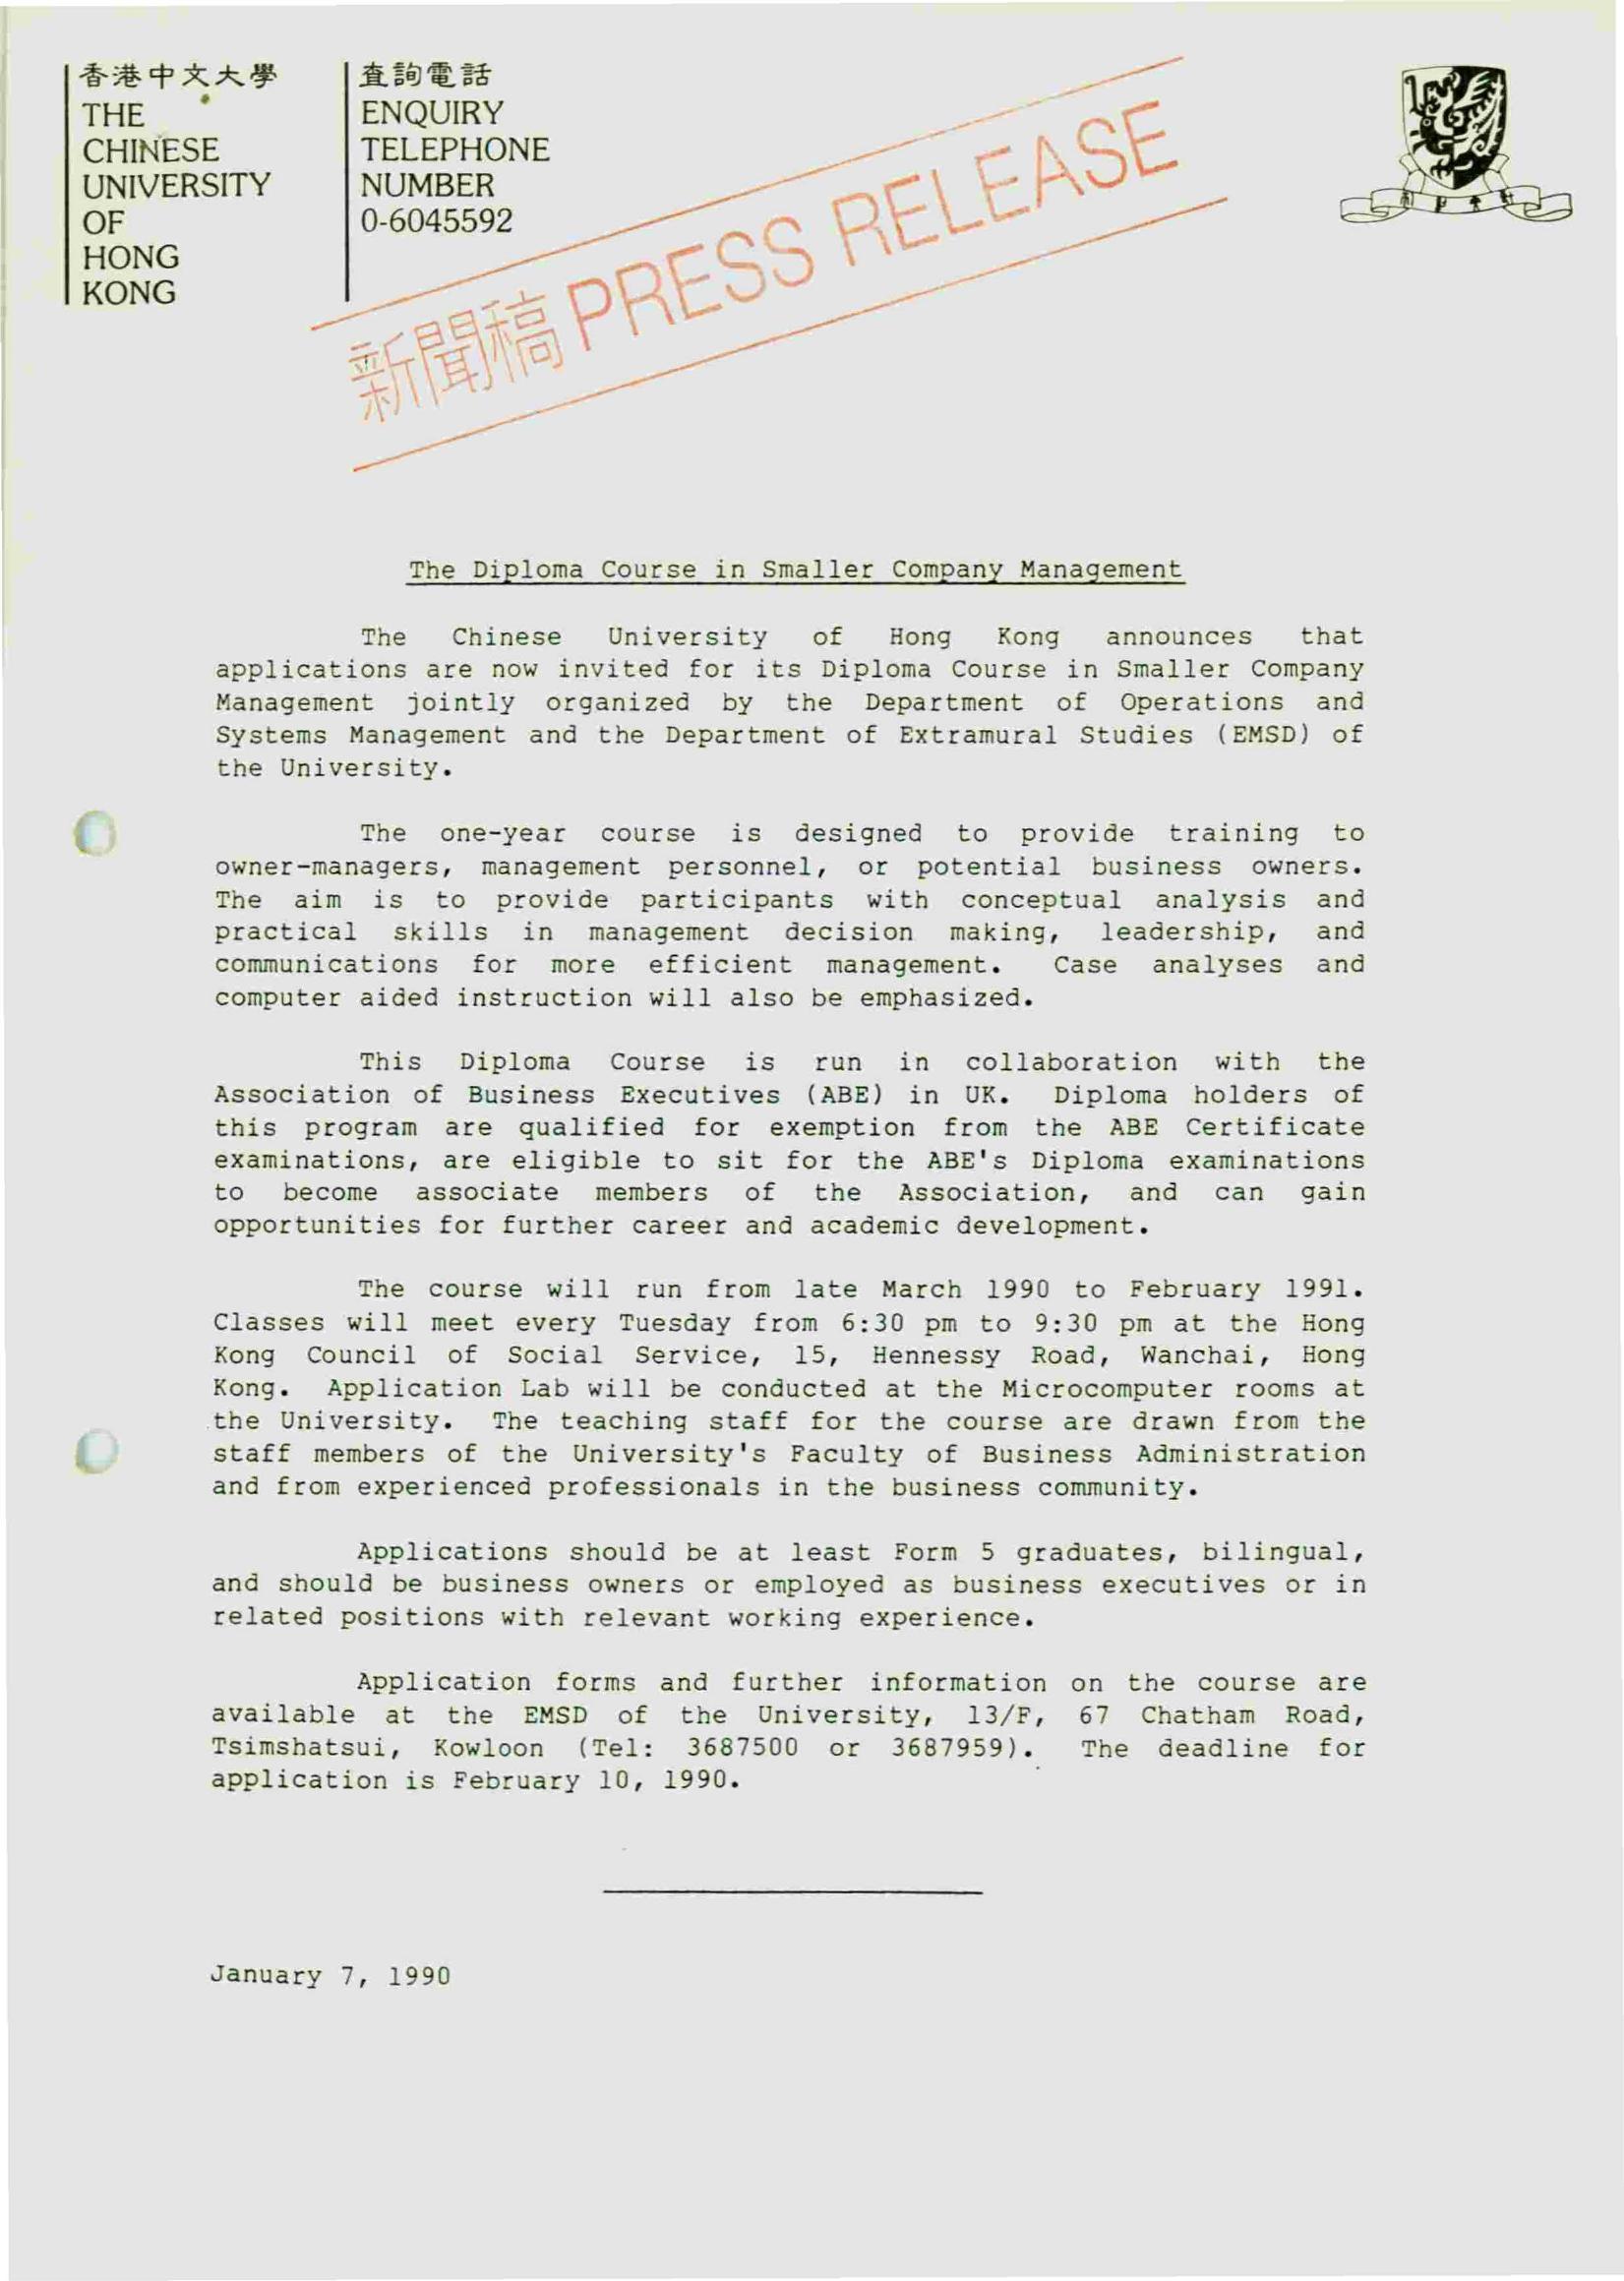 香港中文大學
THE
CHINESE
UNIVERSITY
OF
HONG
KONG
查詢電話
ENQUIRY
TELEPHONE
NUMBER
0-6045592
新聞稿 PRESS RELEASE
The Diploma Course in Smaller Company Management
The Chinese University of Hong Kong announces that
applications are now invited for its Diploma Course in Smaller Company
Management jointly organized by the Department of Operations and
Systems Management and the Department of Extramural Studies (EMSD) of
the University.
The one-year course is designed to provide training to
owner-managers, management personnel, or potential business owners.
The aim is to provide participants with conceptual analysis and
practical skills in management decision making, leadership, and
communications for more efficient management. Case analyses and
computer aided instruction will also be emphasized.
This Diploma Course is run in collaboration with the
Association of Business Executives (ABE) in UK. Diploma holders of
this program are qualified for exemption from the ABE Certificate
examinations, are eligible to sit for the ABE's Diploma examinations
to become associate members of the Association, and can gain
opportunities for further career and academic development.
The course will run from late March 1990 to February 1991.
Classes will meet every Tuesday from 6:30 pm to 9:30 pm at the Hong
Kong Council of Social Service, 15, Hennessy Road, Wanchai, Hong
Kong. Application Lab will be conducted at the Microcomputer rooms at
the University. The teaching staff for the course are drawn from the
staff members of the University's Faculty of Business Administration
and from experienced professionals in the business community.
Applications should be at least Form 5 graduates, bilingual,
and should be business owners or employed as business executives or in
related positions with relevant working experience.
Application forms and further information on the course are
available at the EMSD of the University, 13/F, 67 Chatham Road,
Tsimshatsui, Kowloon (Tel: 3687500 or 3687959). The deadline for
application is February 10, 1990.
January 7, 1990